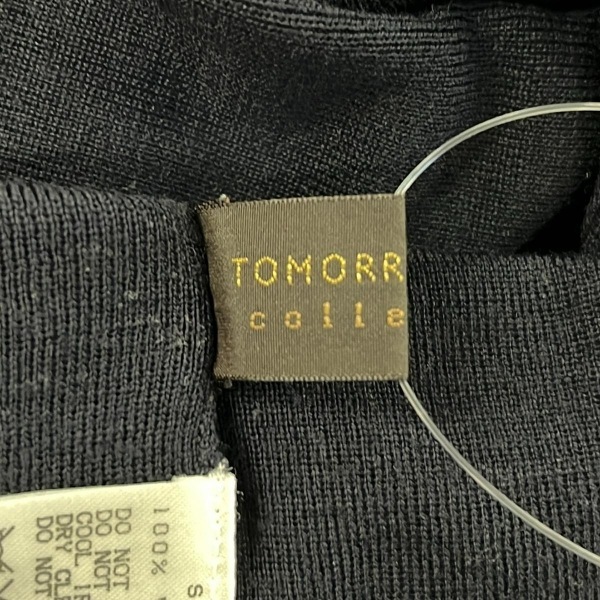 TOMORR
colle
100%
DO NOT
DO NOT
COOL
DRY CL
DO NOT